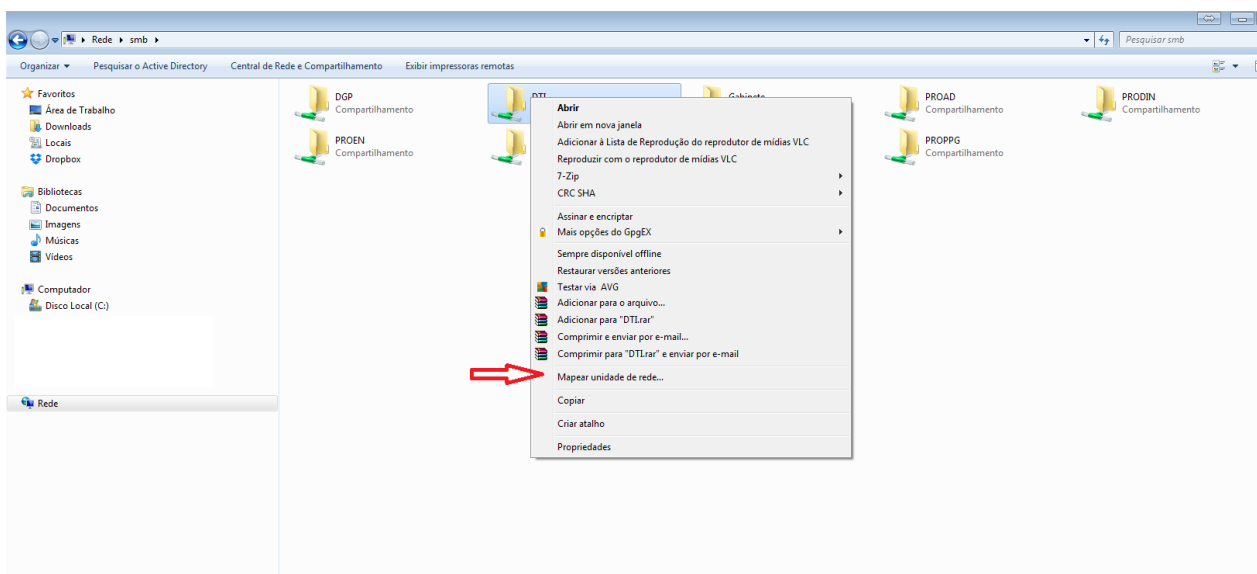 Rede
smb
Pesquisar smb
Organizar
Pesquisar o Active Directory
Central de Rede e Compartilhamento
Exibir impressoras remotas
Favoritos
Área de Trabalho
Downloads
Locais
Dropbox
Bibliotecas
Documentos
Imagens
Músicas
Vídeos
Computador
Disco Local (C:)
Rede
DGP
Compartilhamento
PROEN
Compartilhamento
PROAD
Compartilhamento
PROPPG
Compartilhamento
PRODIN
Compartilhamento
Abrir
Abrir em nova janela
Adicionar à Lista de Reprodução do reprodutor de mídias VLC
Reproduzir com o reprodutor de mídias VLC
7-Zip
CRC SHA
Assinar e encriptar
Mais opções do GpgEX
Sempre disponível offline
Restaurar versões anteriores
Testar via AVG
Adicionar para o arquivo...
Adicionar para "DTI.rar"
Comprimir e enviar por e-mail...
Comprimir para "DTI.rar" e enviar por e-mail
Mapear unidade de rede...
Copiar
Criar atalho
Propriedades